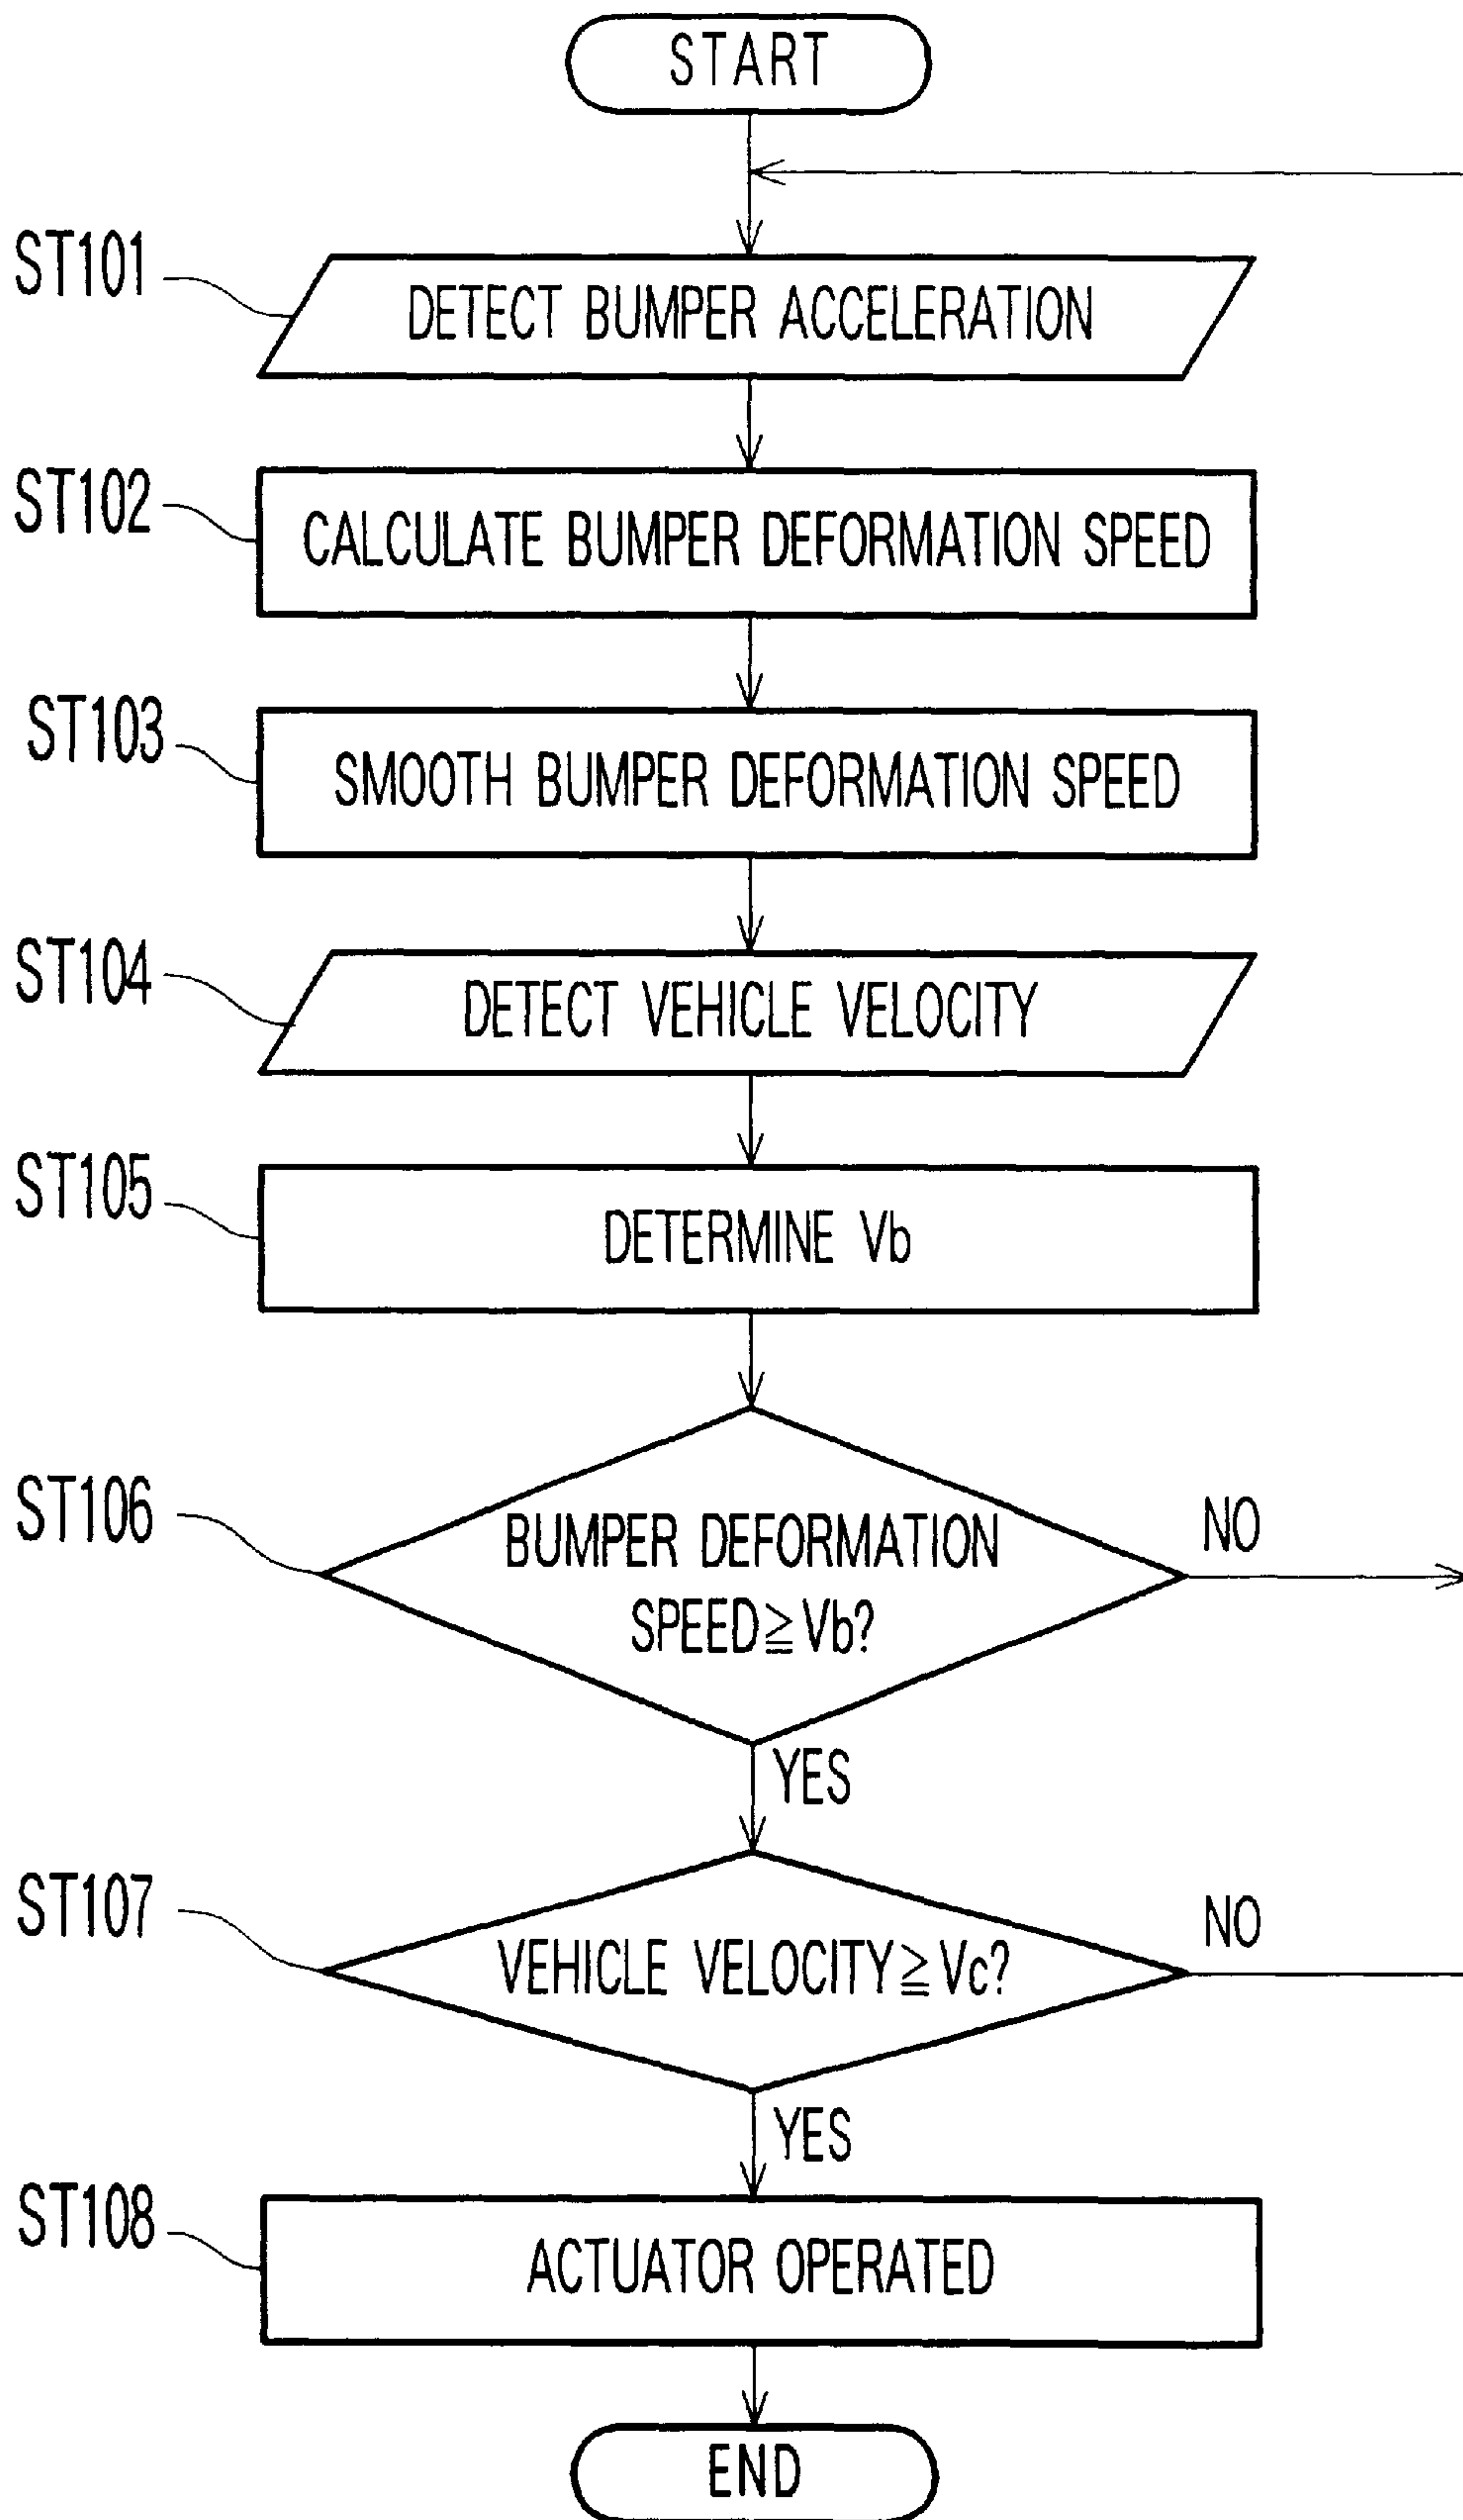 START
ST101
DETECT BUMPER ACCELERATION
ST102
CALCULATE BUMPER DEFORMATION SPEED
ST103
SMOOTH BUMPER DEFORMATION SPEED
ST104
DETECT VEHICLE VELOCITY
ST105
DETERMINE Vb
ST106
BUMPER DEFORMATION
SPEED≧Vb?
NO
YES
ST107
VEHICLE VELOCITY≧Vc?
NO
YES
ST108
ACTUATOR OPERATED
END